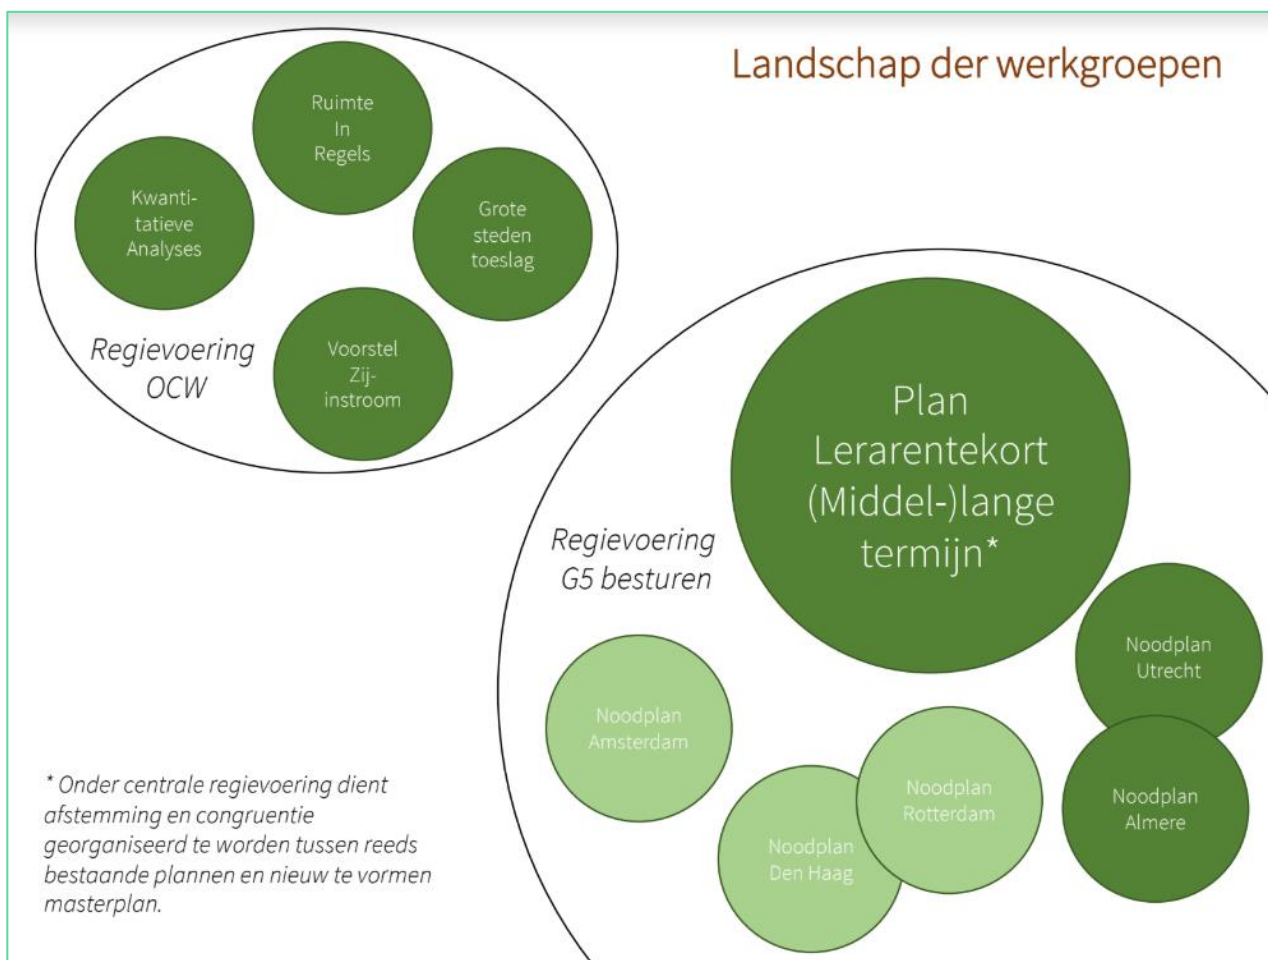 Landschap der werkgroepen
Ruimte
In
Regels
Kwanti-
tatieve
Analyses
Grote
steden
toeslag
Voorstel
Zij-
instroom
Regievoering
OCW
Plan
Lerarentekort
(Middel-)lange
termijn*
Regievoering
G5 besturen
Noodplan
Utrecht
Noodplan
Amsterdam
Noodplan
Rotterdam
Noodplan
Almere
Noodplan
Den Haag
* Onder centrale regievoering dient
afstemming en congruentie
georganiseerd te worden tussen reeds
bestaande plannen en nieuw te vormen
masterplan.